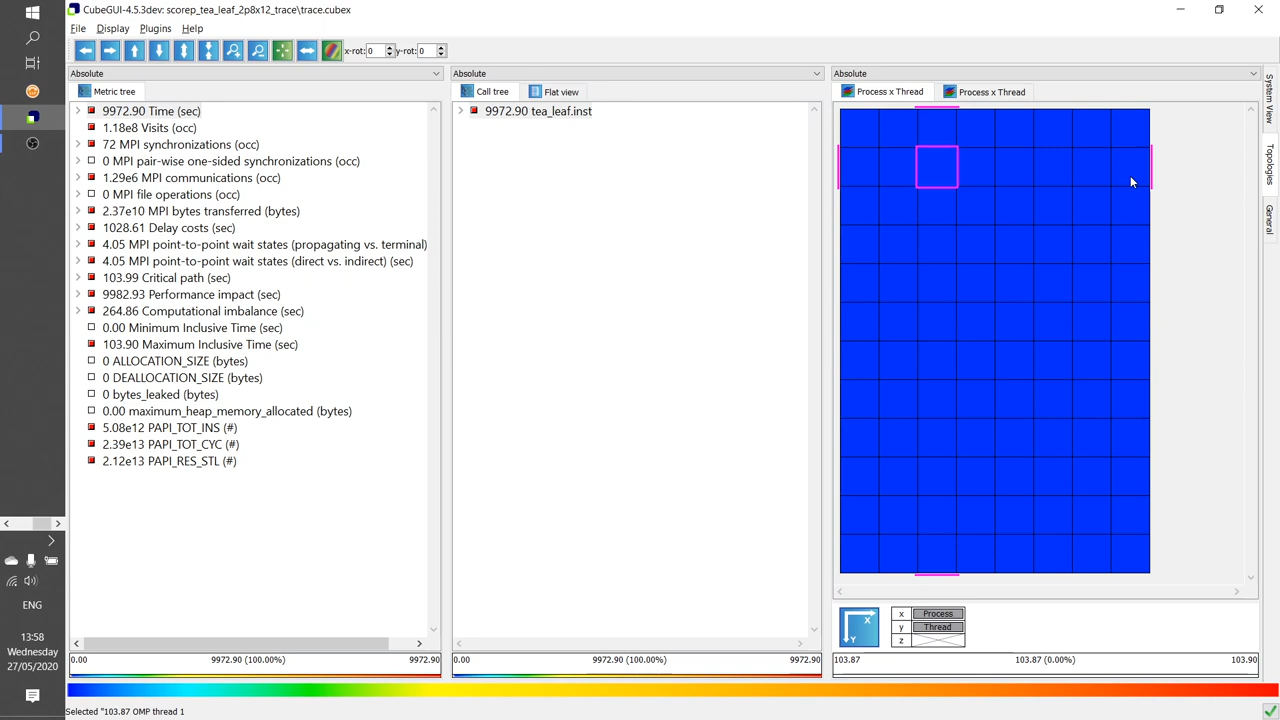 CubeGUI-4.5.3dev: scorep_tea_leaf_2p8x12_trace\trace.cubex
File Display Plugins Help
x-rot: 0 y-rot: 0
Absolute
Metric tree
9972.90 Time (sec)
1.18e8 Visits (occ)
72 MPI synchronizations (occ)
0 MPI pair-wise one-sided synchronizations (occ)
1.29e6 MPI communications (occ)
0 MPI file operations (occ)
2.37e10 MPI bytes transferred (bytes)
1028.61 Delay costs (sec)
4.05 MPI point-to-point wait states (propagating vs. terminal)
4.05 MPI point-to-point wait states (direct vs. indirect) (sec)
103.99 Critical path (sec)
9982.93 Performance impact (sec)
264.86 Computational imbalance (sec)
0.00 Minimum Inclusive Time (sec)
103.90 Maximum Inclusive Time (sec)
0 ALLOCATION_SIZE (bytes)
0 DEALLOCATION_SIZE (bytes)
0 bytes_leaked (bytes)
0.00 maximum_heap_memory_allocated (bytes)
5.08e12 PAPI_TOT_INS (#)
2.39e13 PAPI_TOT_CYC (#)
2.12e13 PAPI_RES_STL (#)
0.00 9972.90 (100.00%) 9972.90
Absolute
Call tree Flat view
9972.90 tea_leaf.inst
0.00 9972.90 (100.00%) 9972.90
Absolute
Process x Thread Process x Thread
X
Y
x Process
y Thread
z
103.87 103.87 (0.00%) 103.90
System View
Topologies
General
ENG
13:58
Wednesday
27/05/2020
Selected "103.87 OMP thread 1